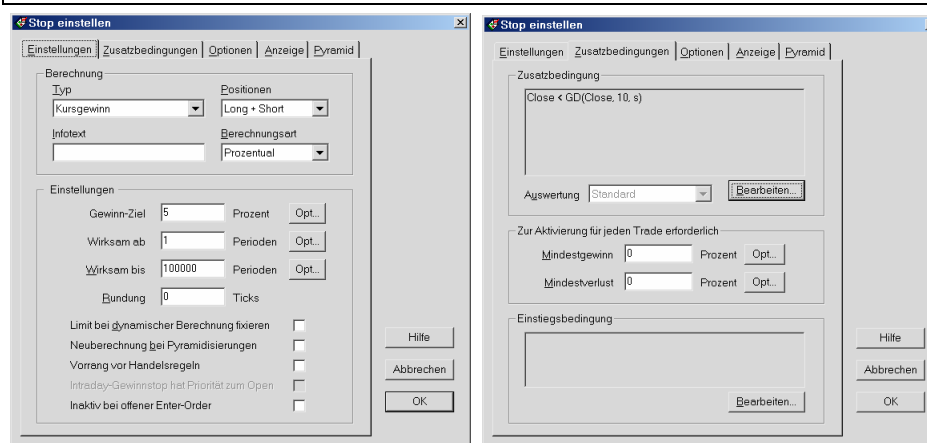 Stop einstellen
Einstellungen Zusatzbedingungen Optionen Anzeige Pyramid
Berechnung
Typ Positionen
Kursgewinn Long + Short
Infotext Berechnungsart
Prozentual
Einstellungen
Gewinn-Ziel 5 Prozent Opt...
Wirksam ab 1 Perioden Opt...
Wirksam bis 100000 Perioden Opt...
Rundung 0 Ticks
Limit bei dynamischer Berechnung fixieren
Neuberechnung bei Pyramidisierungen
Vorrang vor Handelsregeln
Intraday-Gewinnstop hat Priorität zum Open
Inaktiv bei offener Enter-Order
Hilfe
Abbrechen
OK
Stop einstellen
Einstellungen Zusatzbedingungen Optionen Anzeige Pyramid
Zusatzbedingung
Close < GD(Close, 10, s)
Auswertung Standard Bearbeiten...
Zur Aktivierung für jeden Trade erforderlich
Mindestgewinn 0 Prozent Opt...
Mindestverlust 0 Prozent Opt...
Einstiegsbedingung
Bearbeiten...
Hilfe
Abbrechen
OK